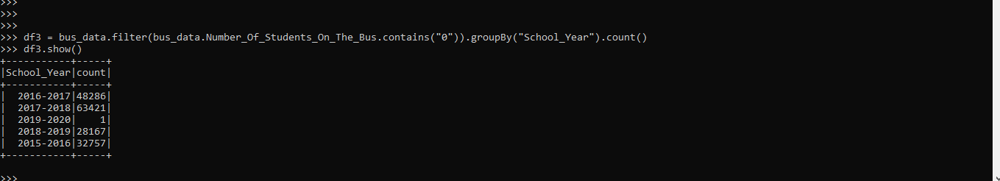 >>>
>>>
>>>
>>> df3 = bus_data.filter(bus_data.Number_Of_Students_On_The_Bus.contains("0")).groupBy("School_Year").count()
>>> df3.show()
+-----------+-----+
|School_Year|count|
+-----------+-----+
|  2016-2017|48286|
|  2017-2018|63421|
|  2019-2020|    1|
|  2018-2019|28167|
|  2015-2016|32757|
+-----------+-----+
>>>